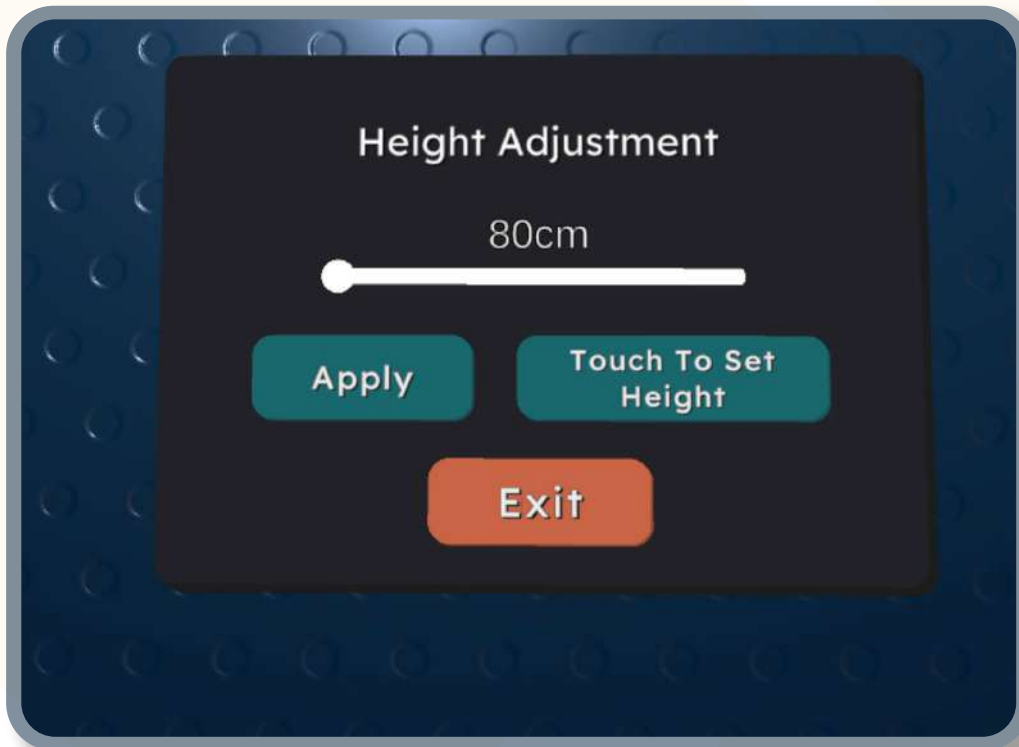 Height Adjustment
80cm
Apply
Touch To Set
Height
Exit